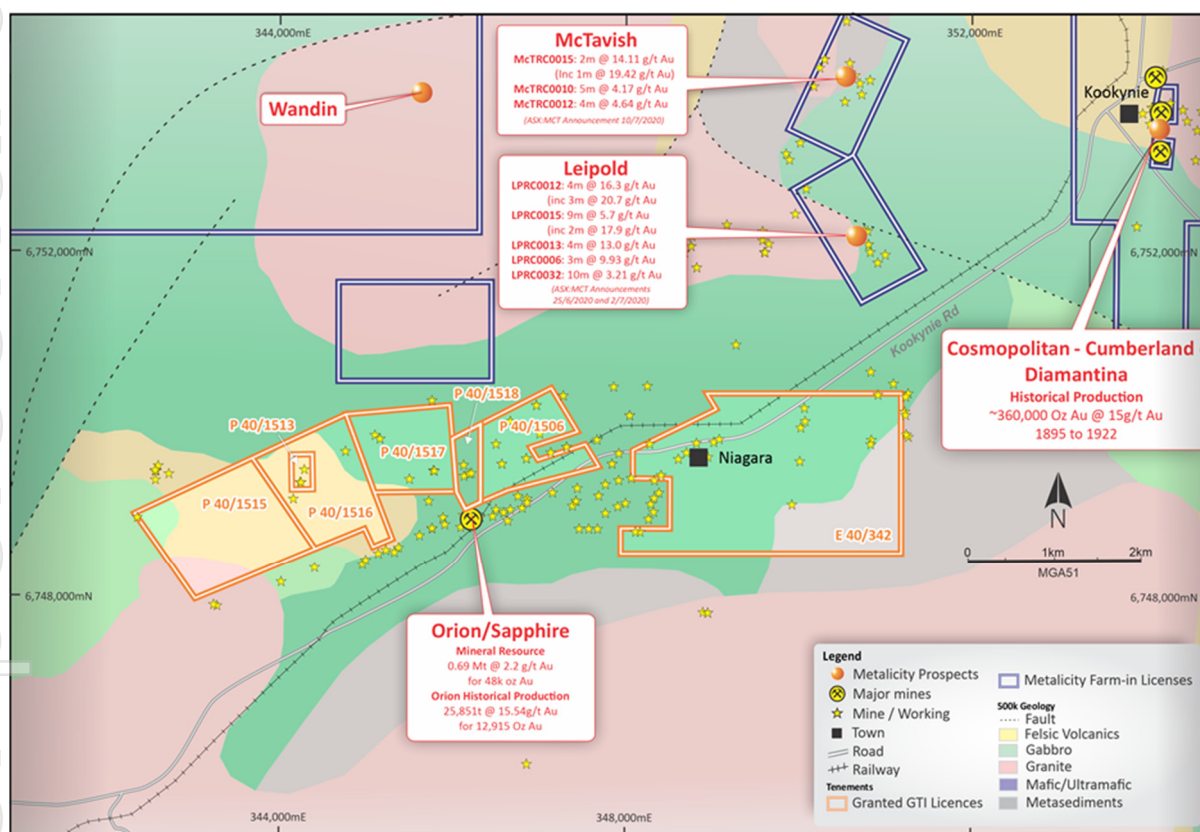 344,000mE
352,000mE
McTavish
McTRC0015: 2m @ 14.11 g/t Au
(Inc 1m @ 19.42 g/t Au)
McTRC0010: 5m @ 4.17 g/t Au
McTRC0012: 4m @ 4.64 g/t Au
(ASK:MCT Announcement 10/7/2020)
Wandin
Kookynie
Leipold
LPRC0012: 4m @ 16.3 g/t Au
(inc 3m @ 20.7 g/t Au
LPRC0015: 9m @ 5.7 g/t Au
(inc 2m @ 17.9 g/t Au
LPRC0013: 4m @ 13.0 g/t Au
LPRC0006: 3m @ 9.93 g/t Au
LPRC0032: 10m @ 3.21 g/t Au
(ASK:MCT Announcements
25/6/2020 and 2/7/2020)
6,752,000mN
6,752,000mN
Kookynie Rd
Cosmopolitan - Cumberland
Diamantina
Historical Production
~360,000 Oz Au @ 15g/t Au
1895 to 1922
P 40/1518
P 40/1513
P 40/1506
P 40/1517
Niagara
P 40/1515
P 40/1516
E 40/342
N
0 1km 2km
MGA51
6,748,000mN
6,748,000mN
Orion/Sapphire
Mineral Resource
0.69 Mt @ 2.2 g/t Au
for 48k oz Au
Orion Historical Production
25,851t @ 15.54g/t Au
for 12,915 Oz Au
Legend
Metalicity Prospects
Major mines
Mine / Working
Town
Road
Railway
Tenements
Granted GTI Licences
Metalicity Farm-in Licenses
500k Geology
Fault
Felsic Volcanics
Gabbro
Granite
Mafic/Ultramafic
Metasediments
344,000mE
348,000mE